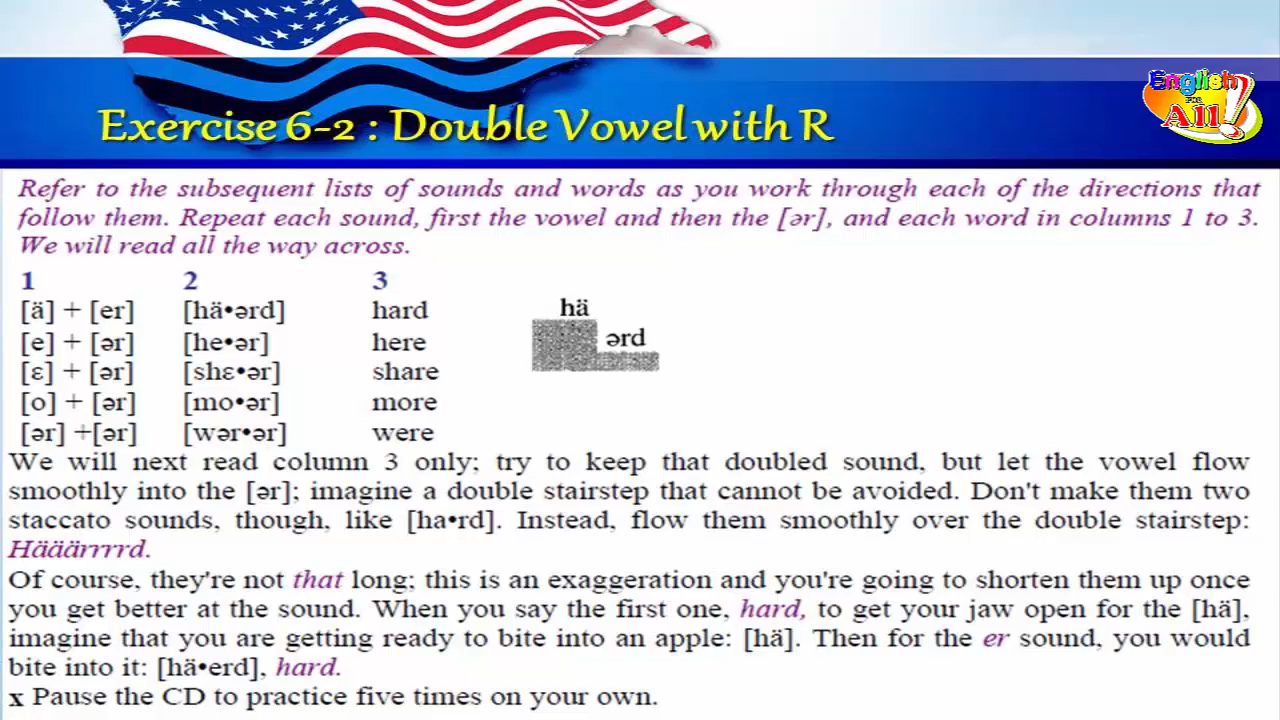 English
FOR
All!
Exercise 6-2 : Double Vowel with R
Refer to the subsequent lists of sounds and words as you work through each of the directions that
follow them. Repeat each sound, first the vowel and then the [ər], and each word in columns 1 to 3.
We will read all the way across.
1 2 3
[ä] + [er] [hä•ərd] hard
[e] + [ər] [he•ər] here
[ε] + [ər] [shε•ər] share
[o] + [ər] [mo•ər] more
[ər] +[ər] [wər•ər] were
hä
ərd
We will next read column 3 only; try to keep that doubled sound, but let the vowel flow
smoothly into the [ər]; imagine a double stairstep that cannot be avoided. Don't make them two
staccato sounds, though, like [ha•rd]. Instead, flow them smoothly over the double stairstep:
Hääärrrrd.
Of course, they're not that long; this is an exaggeration and you're going to shorten them up once
you get better at the sound. When you say the first one, hard, to get your jaw open for the [hä],
imagine that you are getting ready to bite into an apple: [hä]. Then for the er sound, you would
bite into it: [hä•erd], hard.
x Pause the CD to practice five times on your own.